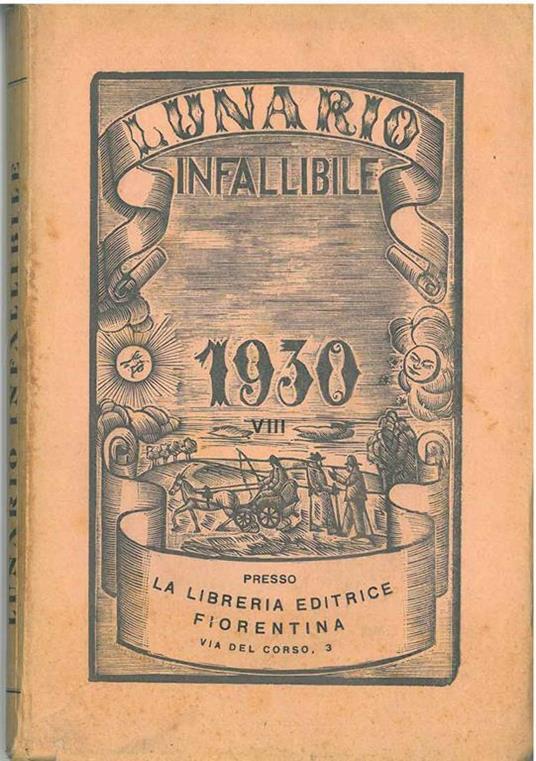 LUNARIO
INFALLIBILE
1930
VIII
PRESSO
LA LIBRERIA EDITRICE
FIORENTINA
VIA DEL CORSO, 3
LUNARIO INFALLIBILE